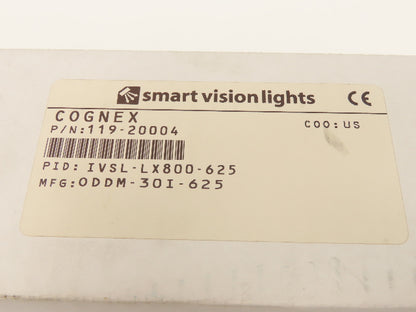 smart vision lights CE
COGNEX
COO:US
P/N:119-20004
PID: IVSL-LX800-625
MFG:ODDM-30I-625